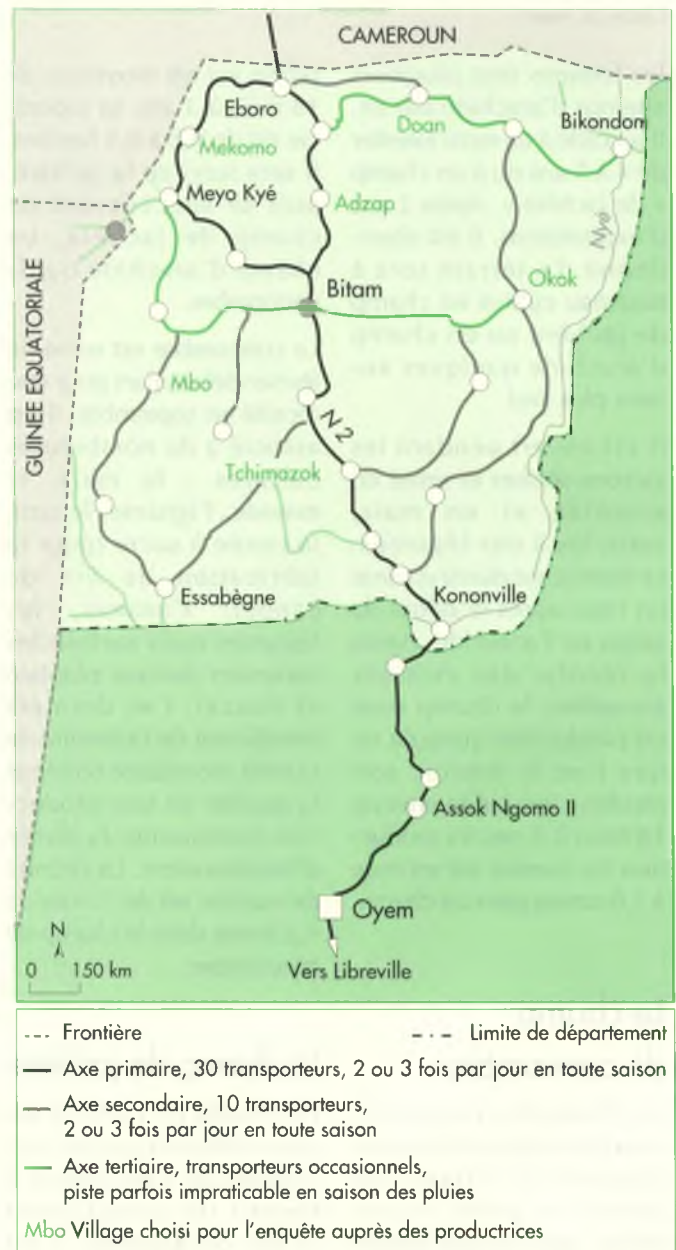 CAMEROUN
Eboro
Doan
Bikondom
Mekomo
Meyo Kyé
Adzap
Nyé
Bitam
Okok
GUINEE EQUATORIALE
Mbo
N 2
Tchimazok
Essabègne
Kononville
Assok Ngomo II
Oyem
N
0 150 km
Vers Libreville
Frontière
Limite de département
Axe primaire, 30 transporteurs, 2 ou 3 fois par jour en toute saison
Axe secondaire, 10 transporteurs,
2 ou 3 fois par jour en toute saison
Axe tertiaire, transporteurs occasionnels,
piste parfois impraticable en saison des pluies
Mbo Village choisi pour l'enquête auprès des productrices